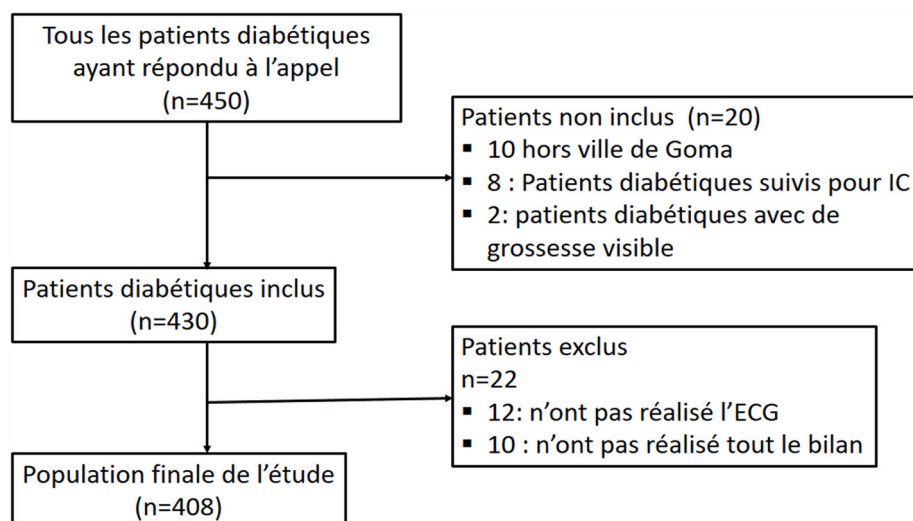 Tous les patients diabétiques
ayant répondu à l'appel
(n=450)
Patients non inclus  (n=20)
▪ 10 hors ville de Goma
▪ 8 : Patients diabétiques suivis pour IC
▪ 2: patients diabétiques avec de
grossesse visible
Patients diabétiques inclus
(n=430)
Patients exclus
n=22
▪ 12: n'ont pas réalisé l'ECG
▪ 10 : n'ont pas réalisé tout le bilan
Population finale de l'étude
(n=408)